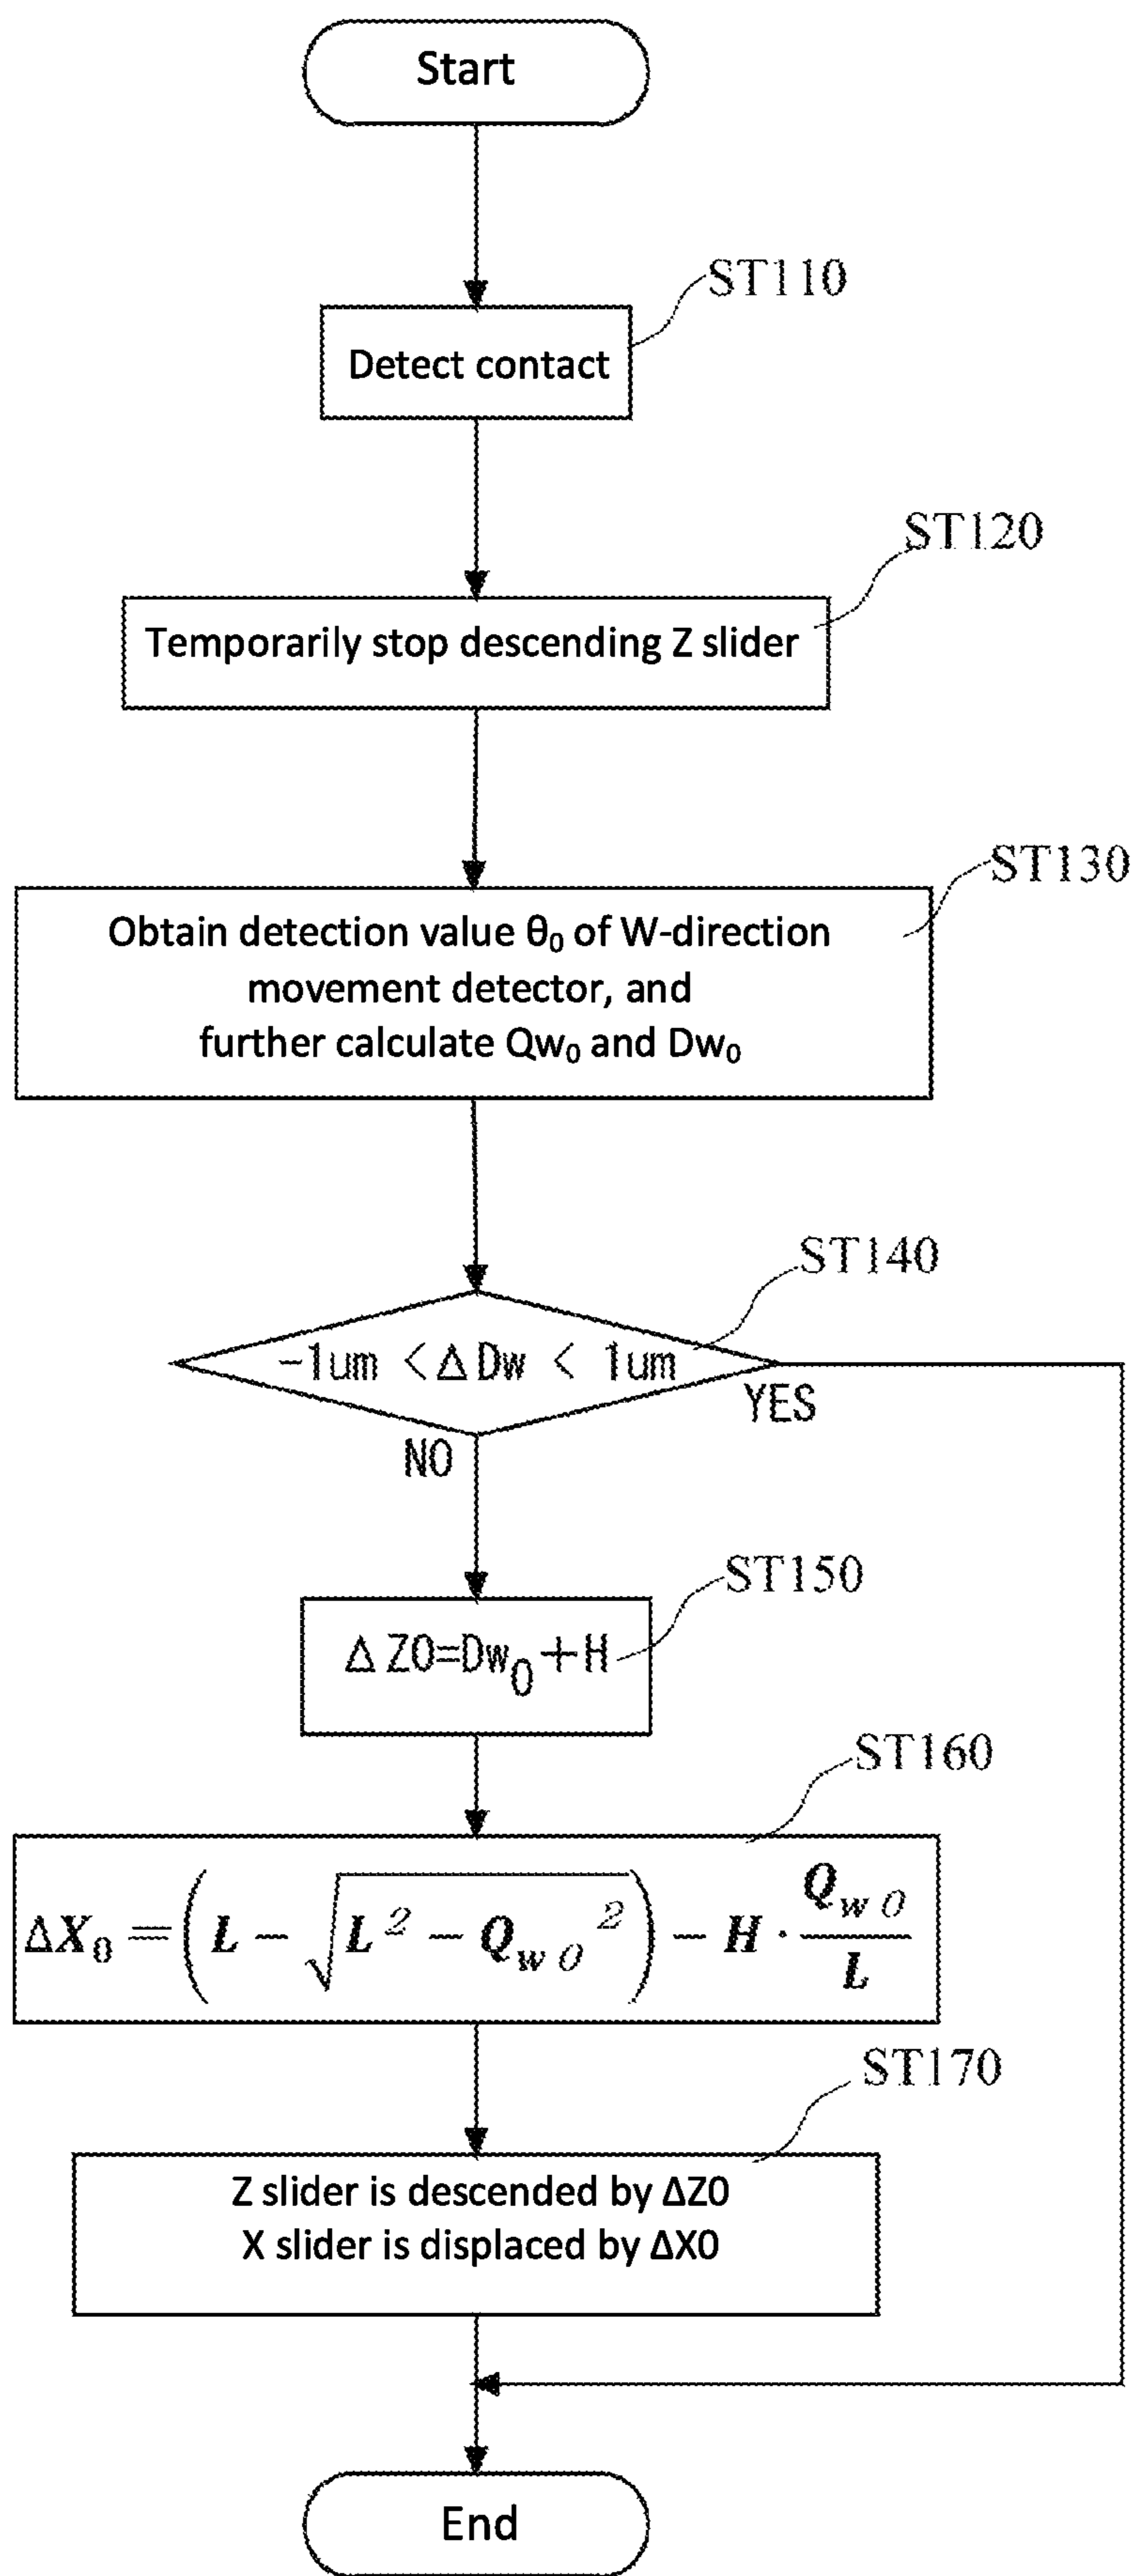 Start
ST110
Detect contact
ST120
Temporarily stop descending Z slider
ST130
Obtain detection value θ₀ of W-direction
movement detector, and
further calculate Qw₀ and Dw₀
ST140
-1um < Δ Dw < 1um
YES
NO
ST150
Δ Z0=Dw₀+H
ST160
ΔX₀ = (L - √(L² - Qw0²)) - H · Qw0/L
ST170
Z slider is descended by ΔZ0
X slider is displaced by ΔX0
End